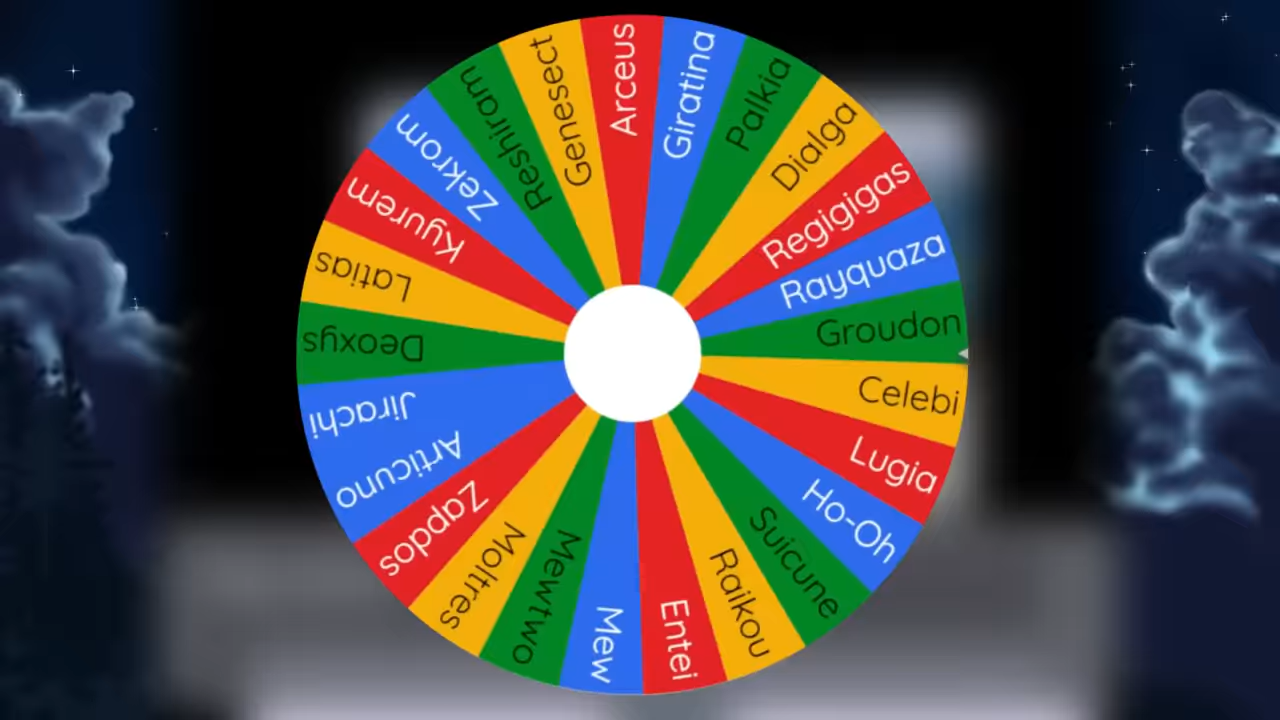 Arceus
Giratina
Palkia
Dialga
Regigigas
Rayquaza
Groudon
Celebi
Lugia
Ho-Oh
Suicune
Raikou
Entei
Mew
Mewtwo
Moltres
Zapdos
Articuno
Jirachi
Deoxys
Latias
Kyurem
Zekrom
Reshiram
Genesect